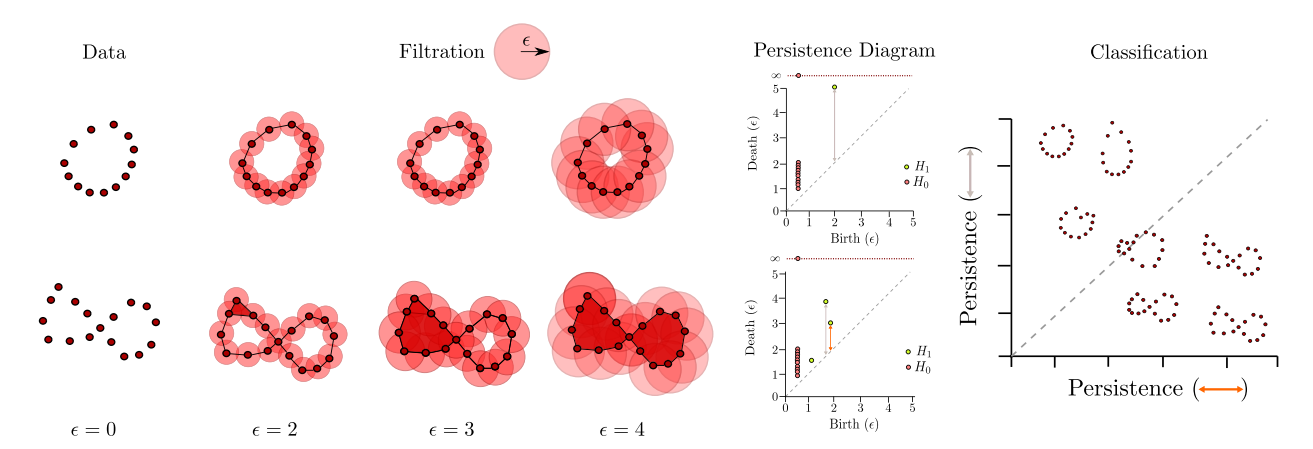 Data
Filtration
ϵ
Persistence Diagram
Classification
∞
5
4
3
2
1
0
Death (ϵ)
0 1 2 3 4 5
Birth (ϵ)
H₁
H₀
∞
5
4
3
2
1
0
Death (ϵ)
0 1 2 3 4 5
Birth (ϵ)
H₁
H₀
Persistence (↔)
Persistence (↔)
ϵ = 0
ϵ = 2
ϵ = 3
ϵ = 4